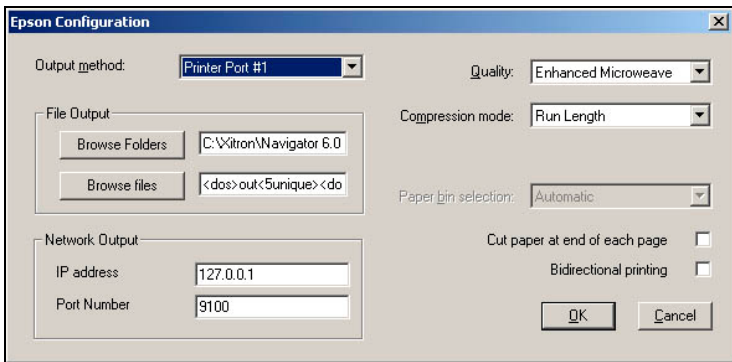 Epson Configuration
Output method: Printer Port #1
Quality: Enhanced Microweave
File Output
Compression mode: Run Length
Browse Folders C:\Xitron\Navigator 6.0
Browse files <dos>out<5unique><do
Paper bin selection: Automatic
Network Output
Cut paper at end of each page
IP address 127.0.0.1
Bidirectional printing
Port Number 9100
OK Cancel